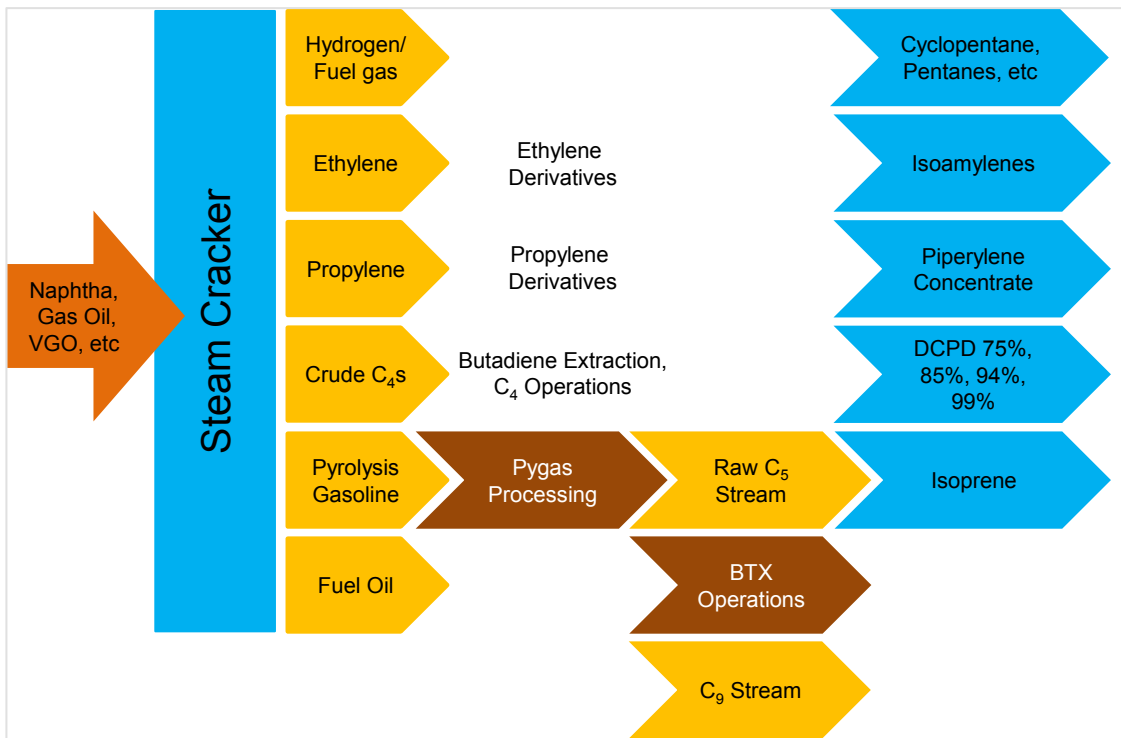 Naphtha,
Gas Oil,
VGO, etc
Steam Cracker
Hydrogen/
Fuel gas
Ethylene
Propylene
Crude C₄s
Pyrolysis
Gasoline
Fuel Oil
Ethylene
Derivatives
Propylene
Derivatives
Butadiene Extraction,
C₄ Operations
Pygas
Processing
Raw C₅
Stream
BTX
Operations
C₉ Stream
Cyclopentane,
Pentanes, etc
Isoamylenes
Piperylene
Concentrate
DCPD 75%,
85%, 94%,
99%
Isoprene